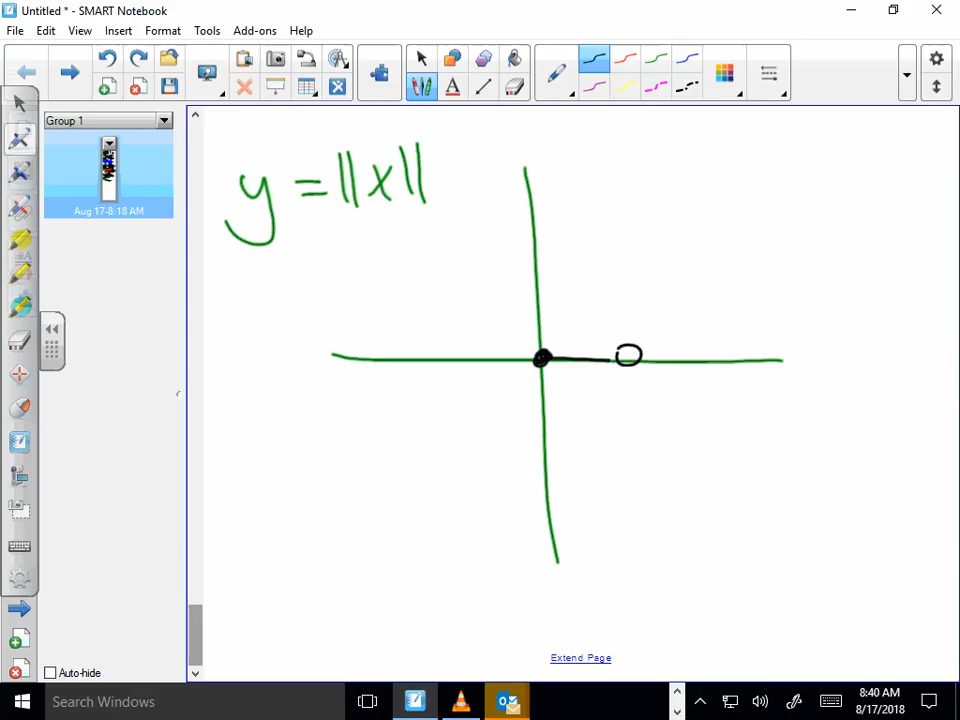 Untitled * - SMART Notebook
File Edit View Insert Format Tools Add-ons Help
Group 1
Aug 17-8:18 AM
y = ||x||
Extend Page
Auto-hide
Search Windows
8:40 AM
8/17/2018